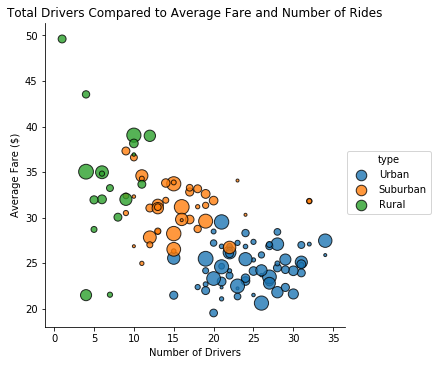 Total Drivers Compared to Average Fare and Number of Rides
50
45
40
35
30
25
20
Average Fare ($)
0 5 10 15 20 25 30 35
Number of Drivers
type
Urban
Suburban
Rural